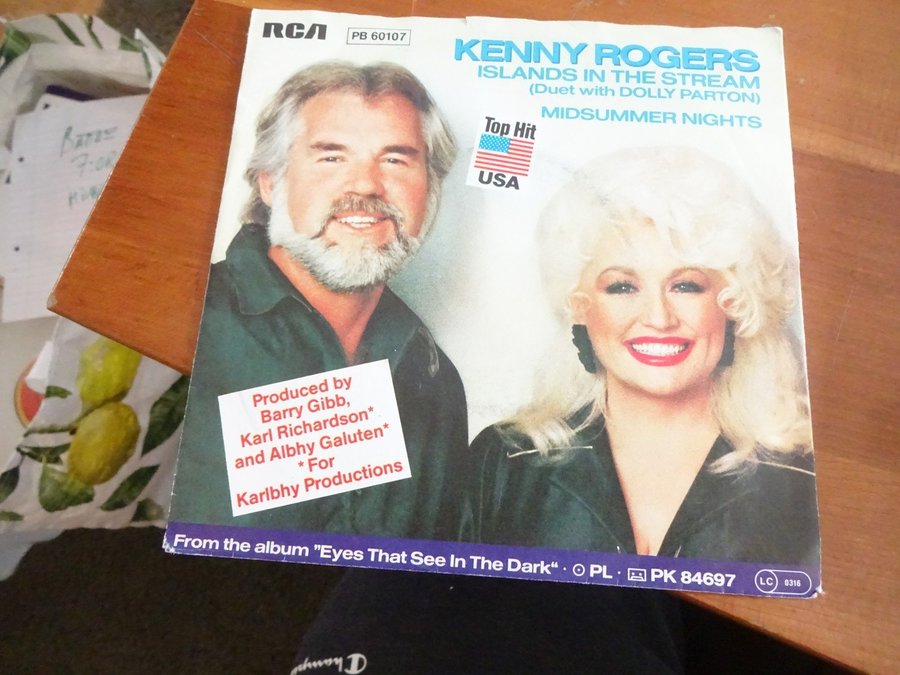 RCA
PB 60107
KENNY ROGERS
ISLANDS IN THE STREAM
(Duet with DOLLY PARTON)
MIDSUMMER NIGHTS
Top Hit
USA
Produced by
Barry Gibb,
Karl Richardson*
and Albhy Galuten*
* For
Karlbhy Productions
From the album "Eyes That See In The Dark“ · PL · PK 84697
LC 0316
Champi